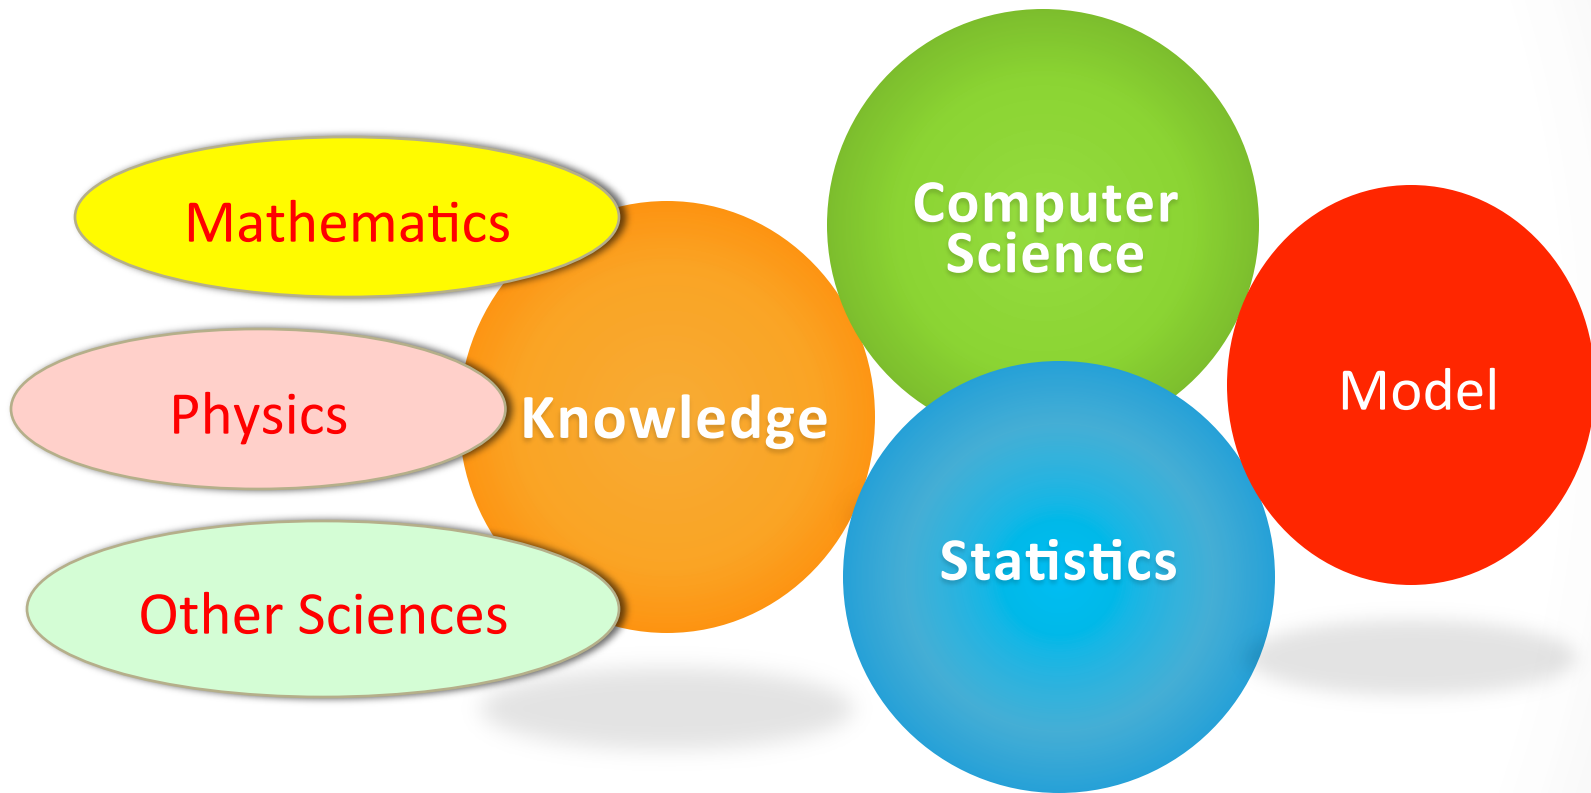 Mathematics
Physics
Other Sciences
Knowledge
Computer
Science
Statistics
Model